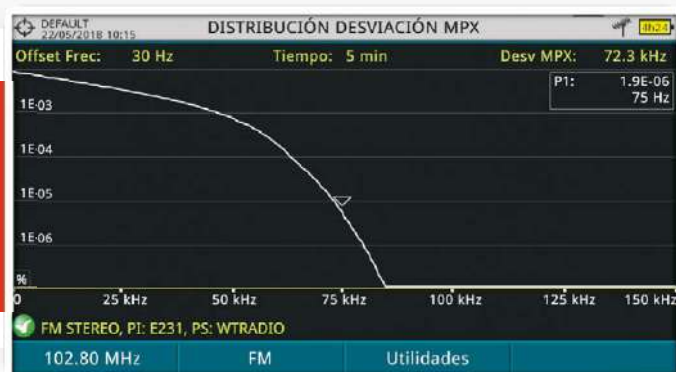 DEFAULT
22/05/2018 10:15
DISTRIBUCIÓN DESVIACIÓN MPX
4h24
Offset Frec: 30 Hz
Tiempo: 5 min
Desv MPX: 72.3 kHz
P1: 1.9E-06
75 Hz
1E-03
1E-04
1E-05
1E-06
%
0 25 kHz 50 kHz 75 kHz 100 kHz 125 kHz 150 kHz
FM STEREO, PI: E231, PS: WTRADIO
102.80 MHz FM Utilidades